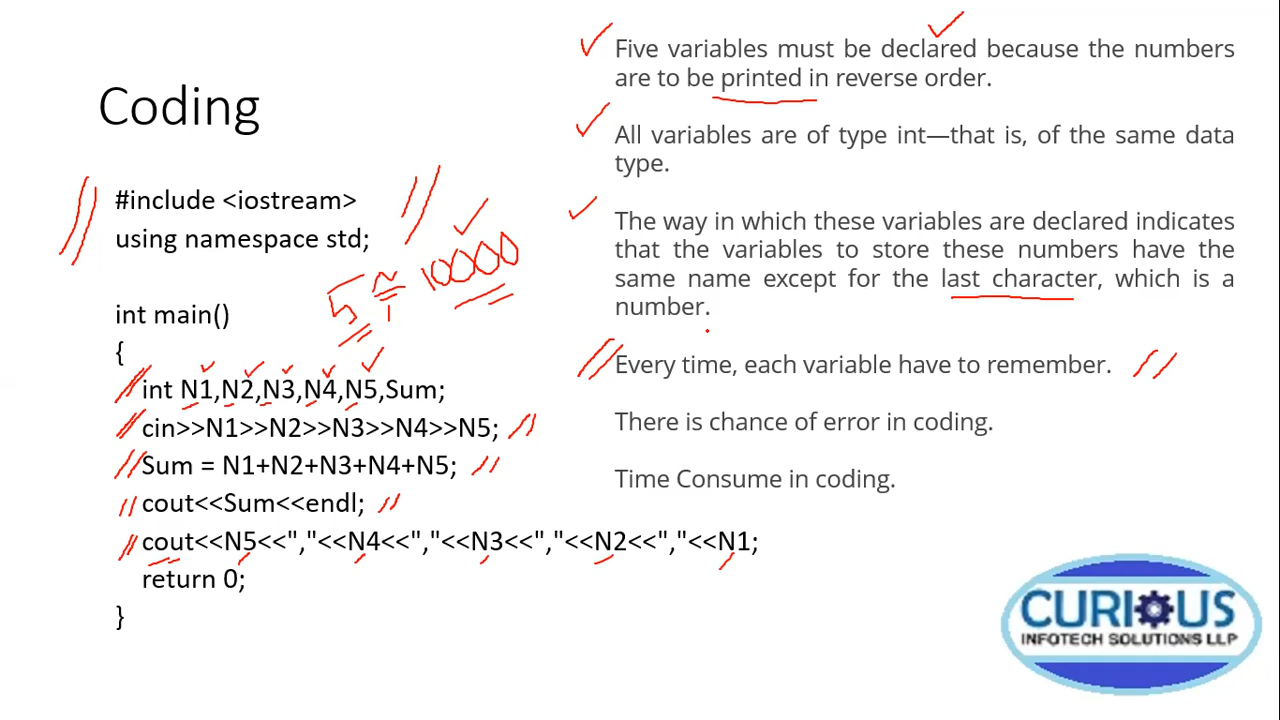 Coding
#include <iostream>
using namespace std;
int main()
{
int N1,N2,N3,N4,N5,Sum;
cin>>N1>>N2>>N3>>N4>>N5;
Sum = N1+N2+N3+N4+N5;
cout<<Sum<<endl;
cout<<N5<<","<<N4<<","<<N3<<","<<N2<<","<<N1;
return 0;
}
5 10000
Five variables must be declared because the numbers
are to be printed in reverse order.
All variables are of type int—that is, of the same data
type.
The way in which these variables are declared indicates
that the variables to store these numbers have the
same name except for the last character, which is a
number.
Every time, each variable have to remember.
There is chance of error in coding.
Time Consume in coding.
CURIOUS
INFOTECH SOLUTIONS LLP